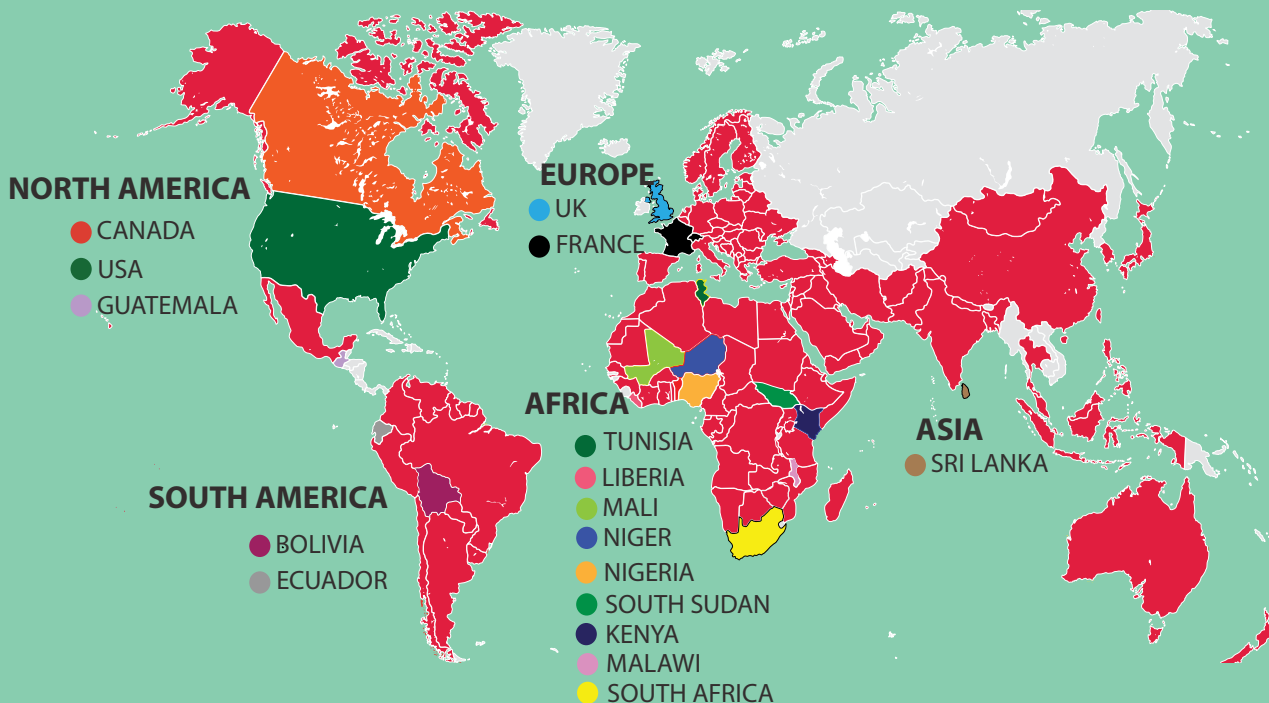 NORTH AMERICA
CANADA
USA
GUATEMALA
EUROPE
UK
FRANCE
SOUTH AMERICA
BOLIVIA
ECUADOR
AFRICA
TUNISIA
LIBERIA
MALI
NIGER
NIGERIA
SOUTH SUDAN
KENYA
MALAWI
SOUTH AFRICA
ASIA
SRI LANKA